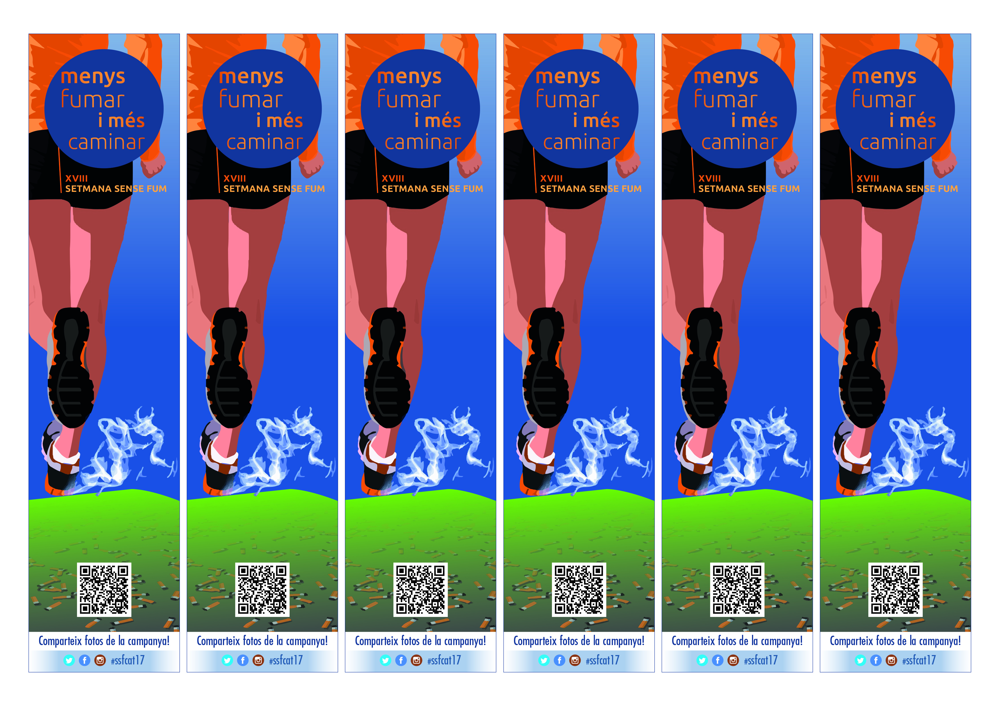 menys
fumar
i més
caminar
XVIII
SETMANA SENSE FUM
Comparteix fotos de la campanya!
#ssfcat17
menys
fumar
i més
caminar
XVIII
SETMANA SENSE FUM
Comparteix fotos de la campanya!
#ssfcat17
menys
fumar
i més
caminar
XVIII
SETMANA SENSE FUM
Comparteix fotos de la campanya!
#ssfcat17
menys
fumar
i més
caminar
XVIII
SETMANA SENSE FUM
Comparteix fotos de la campanya!
#ssfcat17
menys
fumar
i més
caminar
XVIII
SETMANA SENSE FUM
Comparteix fotos de la campanya!
#ssfcat17
menys
fumar
i més
caminar
XVIII
SETMANA SENSE FUM
Comparteix fotos de la campanya!
#ssfcat17